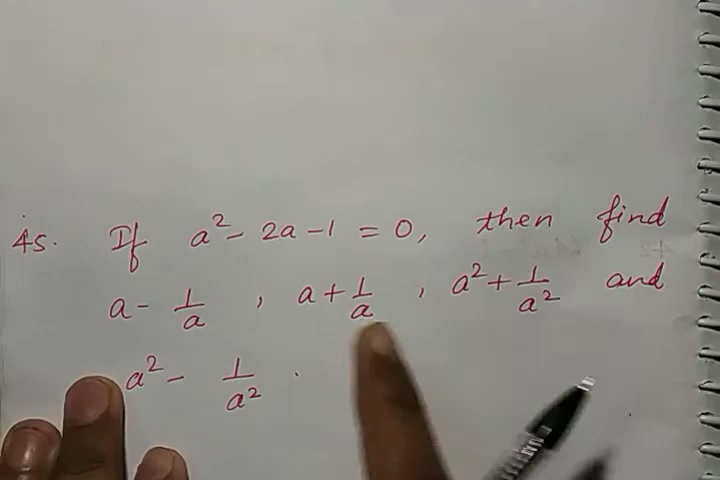 45. If a² - 2a - 1 = 0, then find
a - 1/a , a + 1/a , a² + 1/a² and
a² - 1/a² .